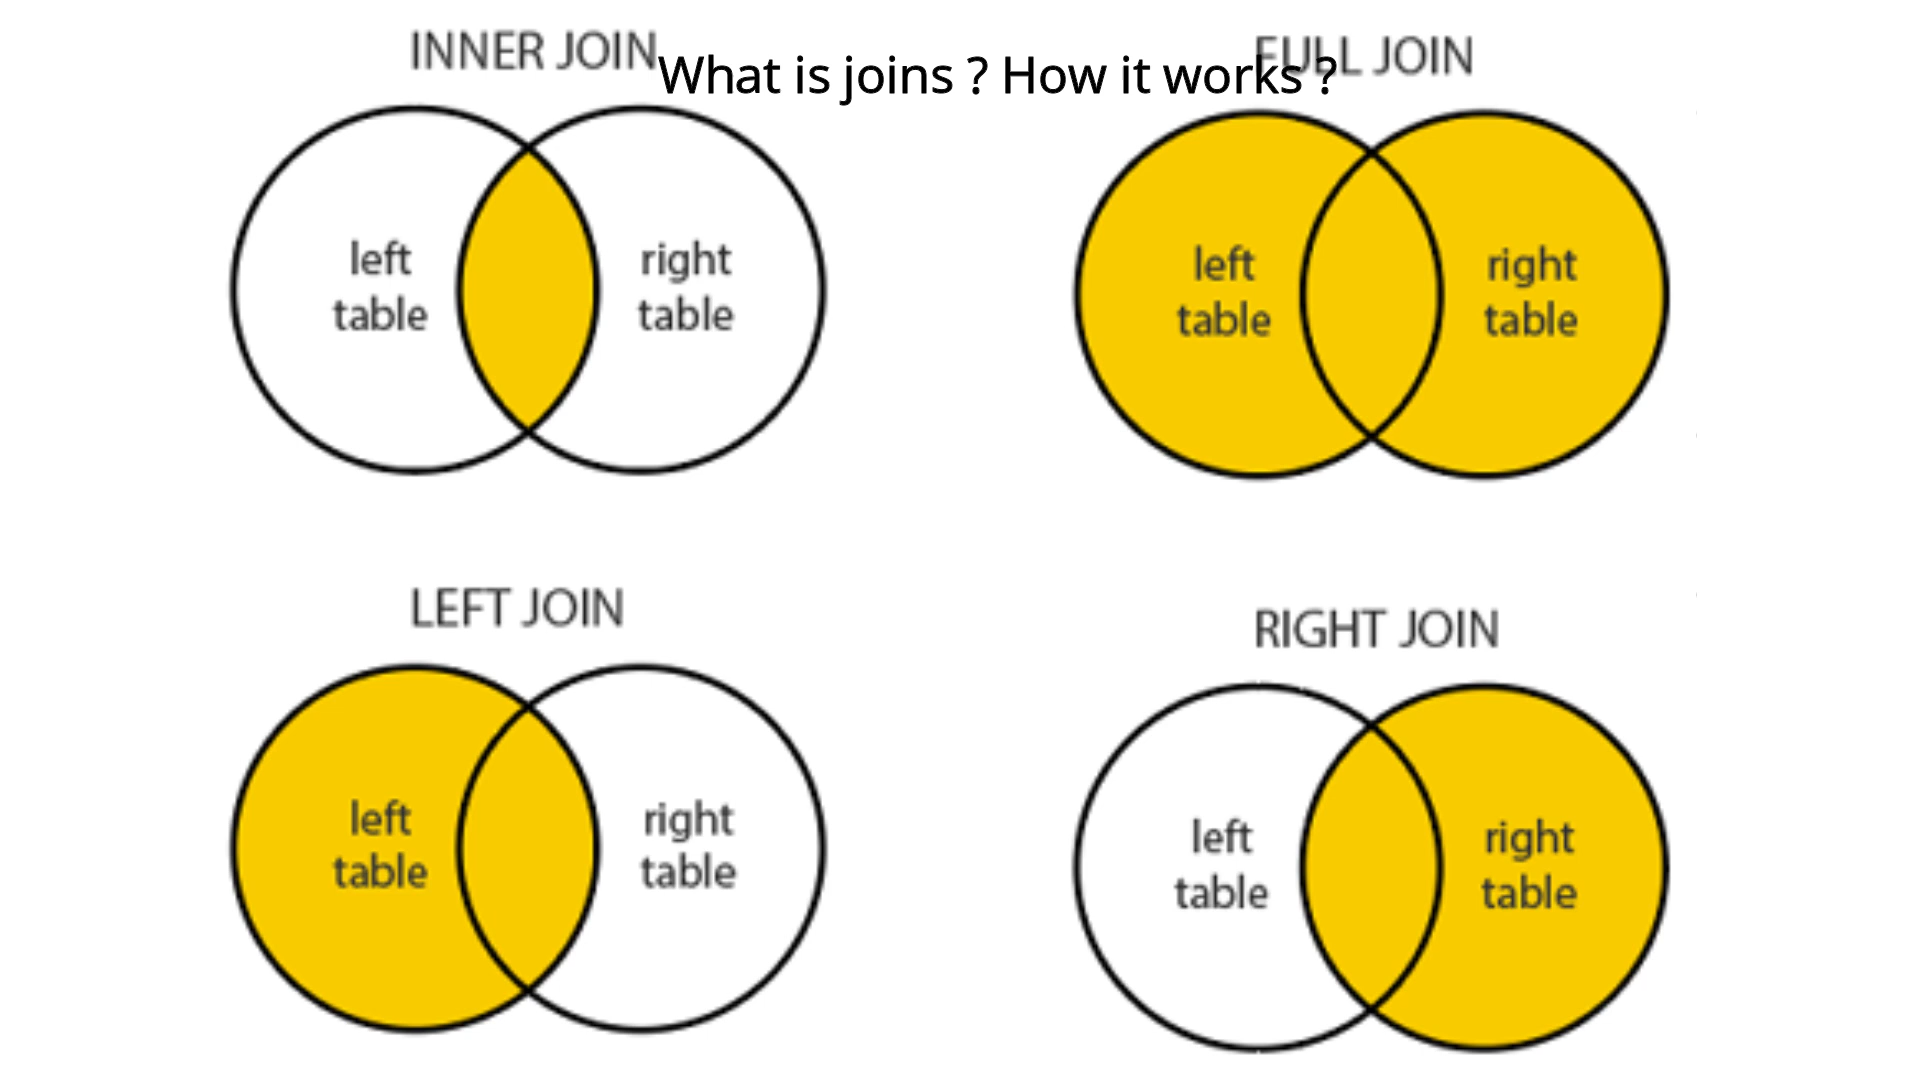 INNER JOIN
What is joins ? How it works ?
FULL JOIN
left
table
right
table
left
table
right
table
LEFT JOIN
RIGHT JOIN
left
table
right
table
left
table
right
table